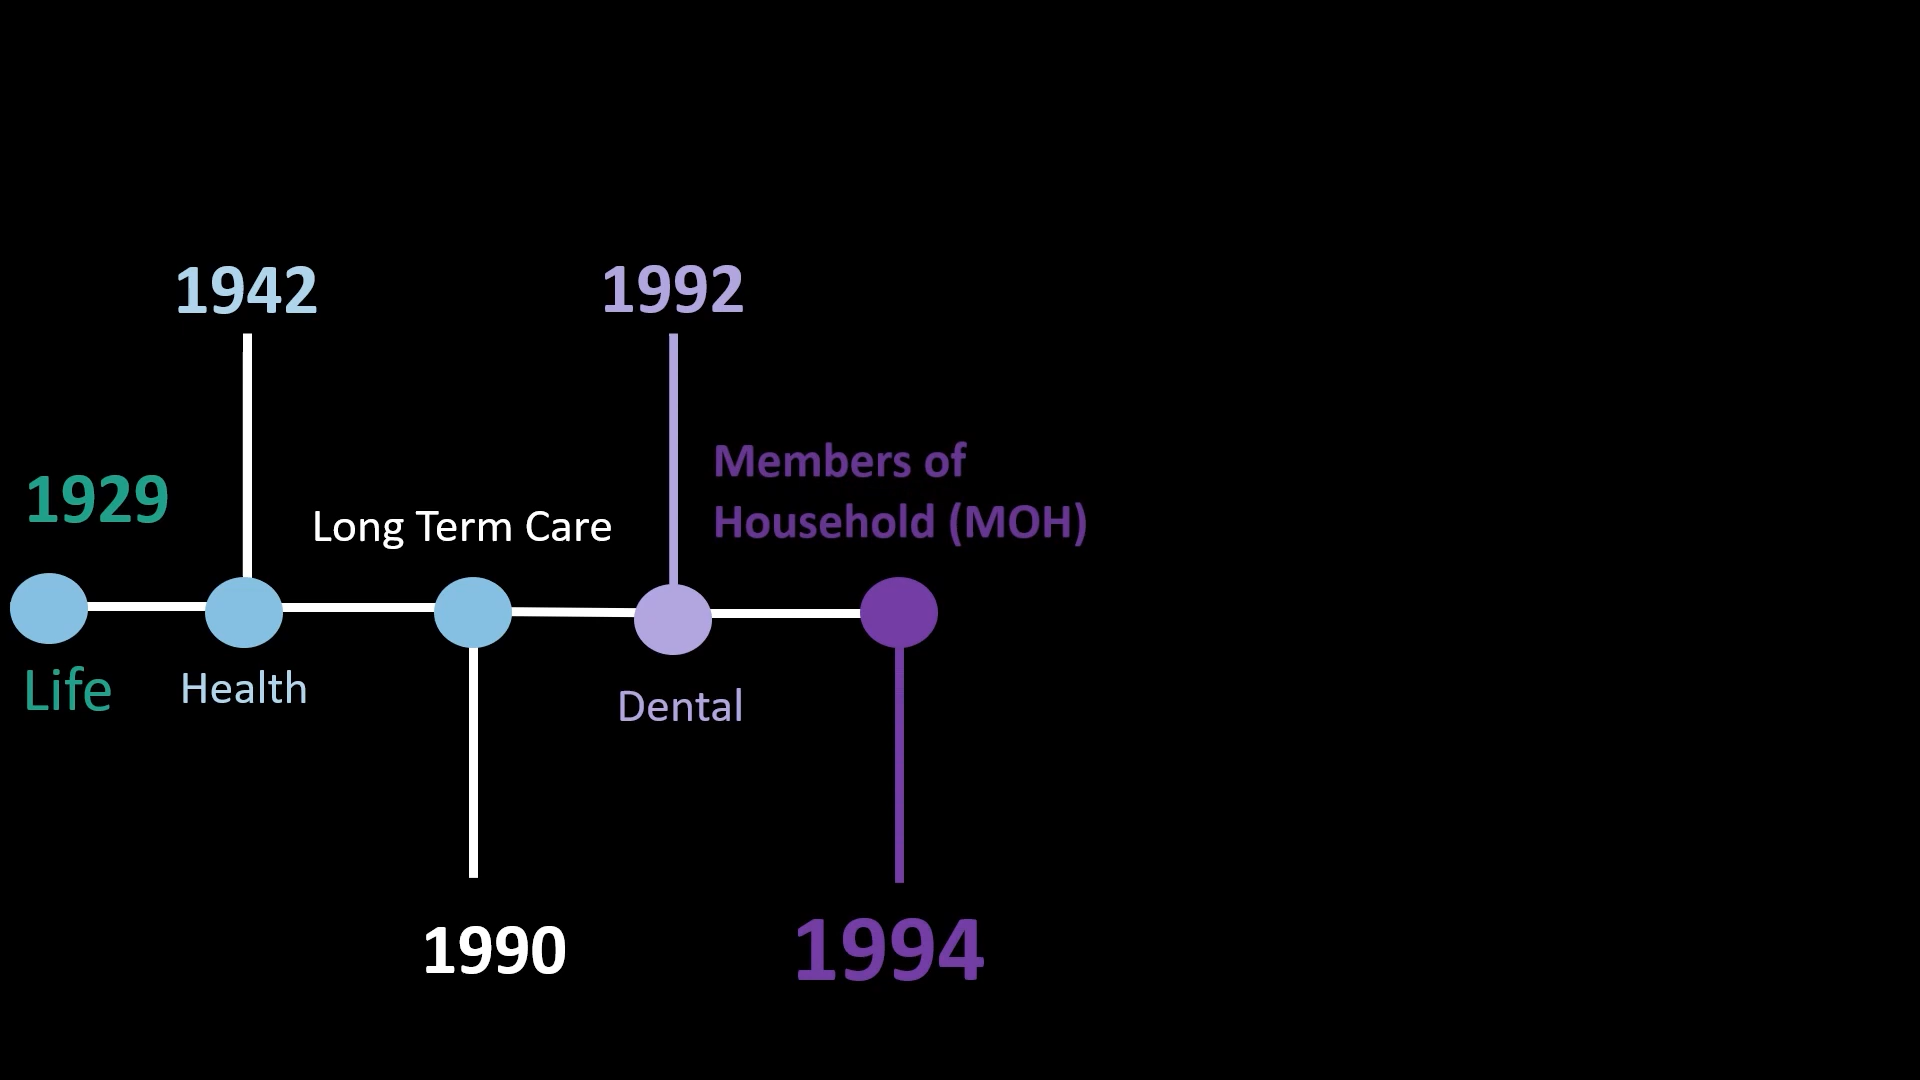 1929
Life
1942
Health
Long Term Care
1990
1992
Dental
Members of
Household (MOH)
1994